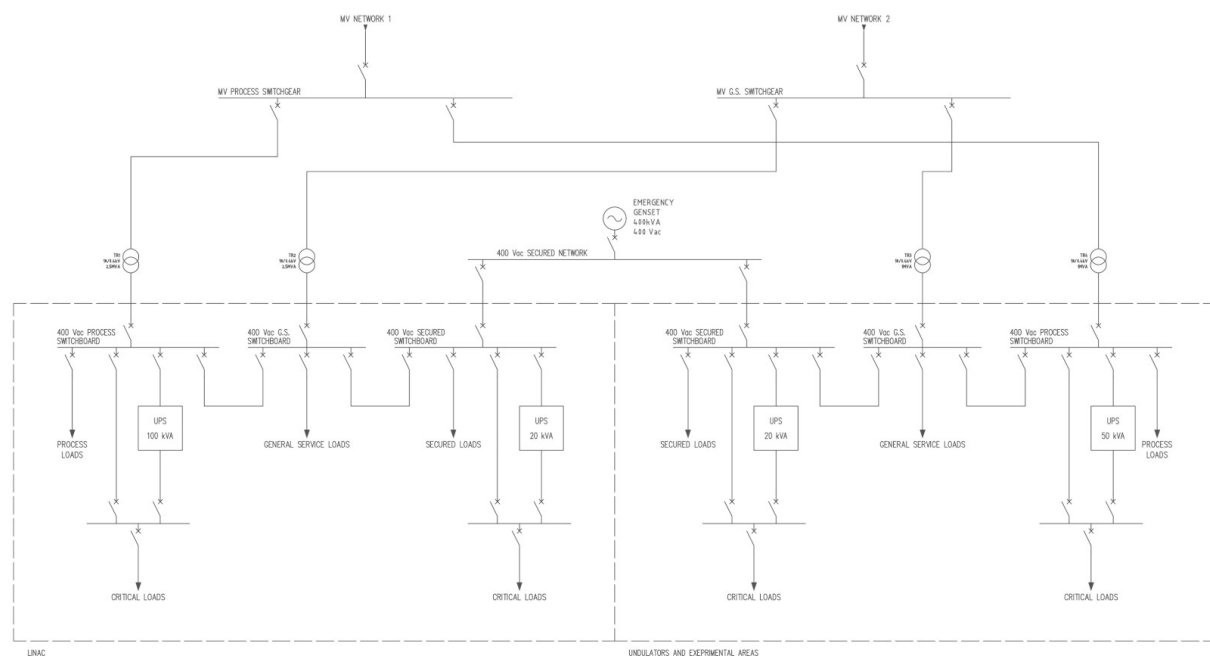 MV NETWORK 1
MV NETWORK 2
MV PROCESS SWITCHGEAR
MV G.S. SWITCHGEAR
EMERGENCY
GENSET
400kVA
400 Vac
400 Vac SECURED NETWORK
TR1
TR2
400 Vac PROCESS
SWITCHBOARD
400 Vac G.S.
SWITCHBOARD
400 Vac SECURED
SWITCHBOARD
400 Vac SECURED
SWITCHBOARD
400 Vac G.S.
SWITCHBOARD
400 Vac PROCESS
SWITCHBOARD
UPS
100 kVA
UPS
20 kVA
UPS
20 kVA
UPS
50 kVA
PROCESS
LOADS
GENERAL SERVICE LOADS
SECURED LOADS
SECURED LOADS
GENERAL SERVICE LOADS
PROCESS
LOADS
CRITICAL LOADS
CRITICAL LOADS
CRITICAL LOADS
CRITICAL LOADS
LINAC
UNDULATORS AND EXEPRIMENTAL AREAS